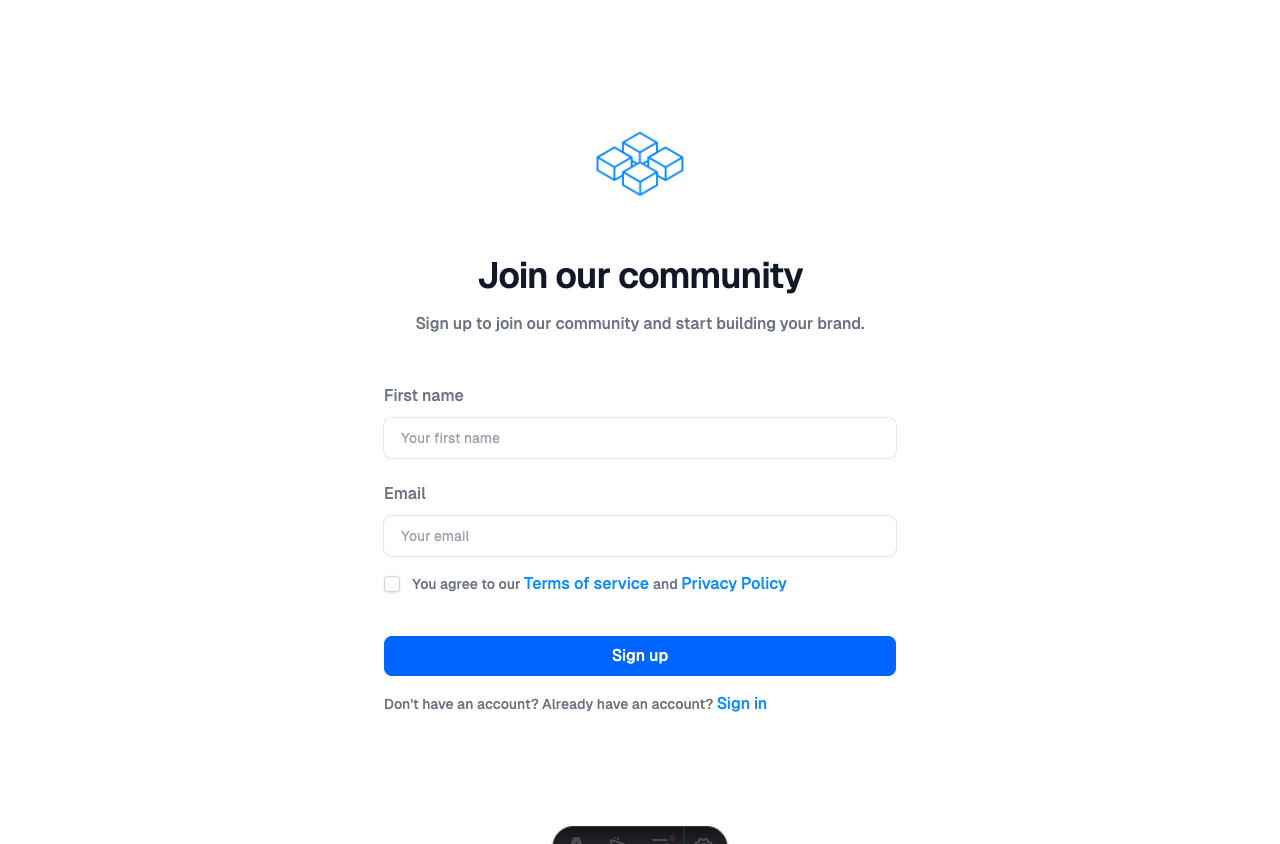 Join our community
Sign up to join our community and start building your brand.
First name
Your first name
Email
Your email
You agree to our Terms of service and Privacy Policy
Sign up
Don't have an account? Already have an account? Sign in